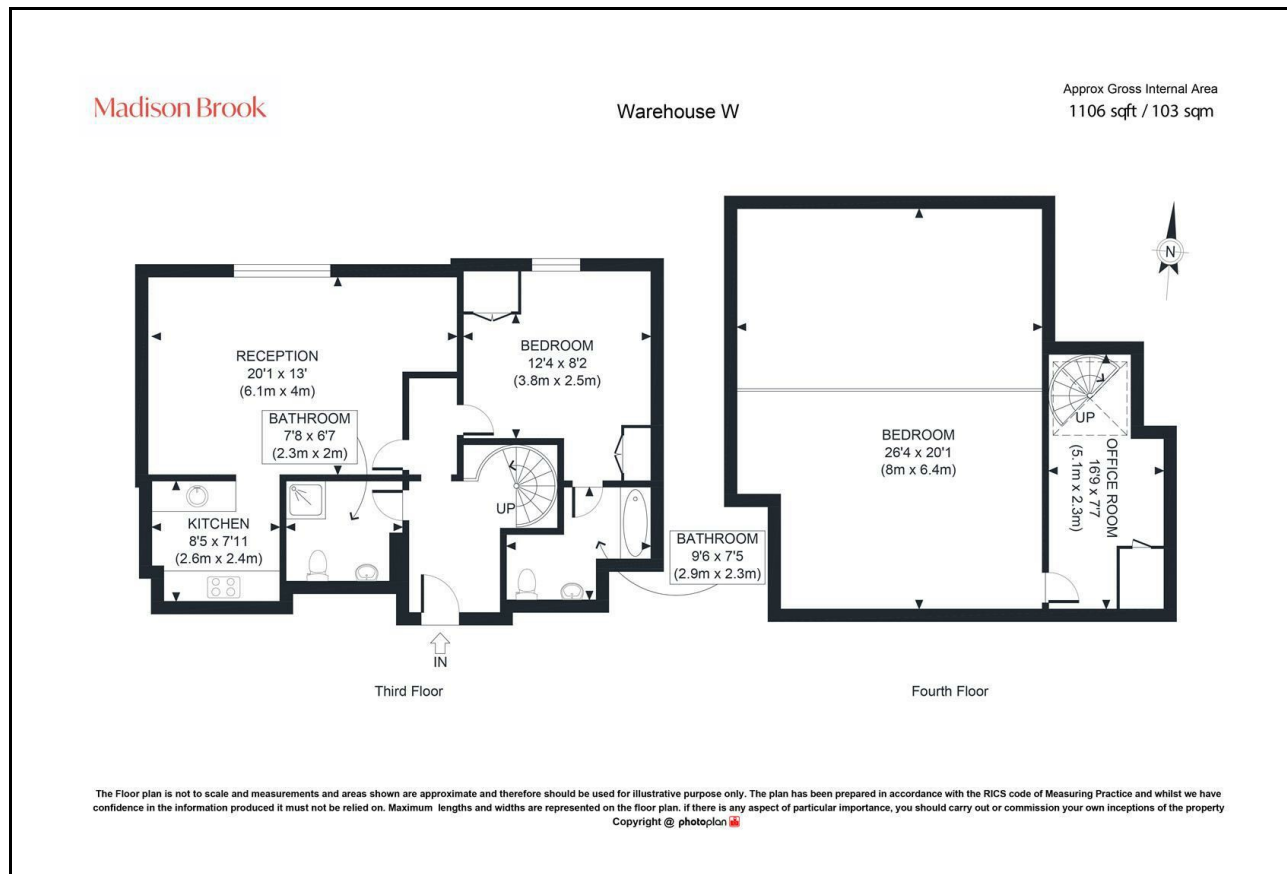 Madison Brook
Warehouse W
Approx Gross Internal Area
1106 sqft / 103 sqm
N
RECEPTION
20'1 x 13'
(6.1m x 4m)
BEDROOM
12'4 x 8'2
(3.8m x 2.5m)
BATHROOM
7'8 x 6'7
(2.3m x 2m)
UP
KITCHEN
8'5 x 7'11
(2.6m x 2.4m)
BATHROOM
9'6 x 7'5
(2.9m x 2.3m)
IN
Third Floor
BEDROOM
26'4 x 20'1
(8m x 6.4m)
UP
OFFICE ROOM
16'9 x 7'7
(5.1m x 2.3m)
Fourth Floor
The Floor plan is not to scale and measurements and areas shown are approximate and therefore should be used for illustrative purpose only. The plan has been prepared in accordance with the RICS code of Measuring Practice and whilst we have
confidence in the information produced it must not be relied on. Maximum lengths and widths are represented on the floor plan. if there is any aspect of particular importance, you should carry out or commission your own inceptions of the property
Copyright @ photoplan